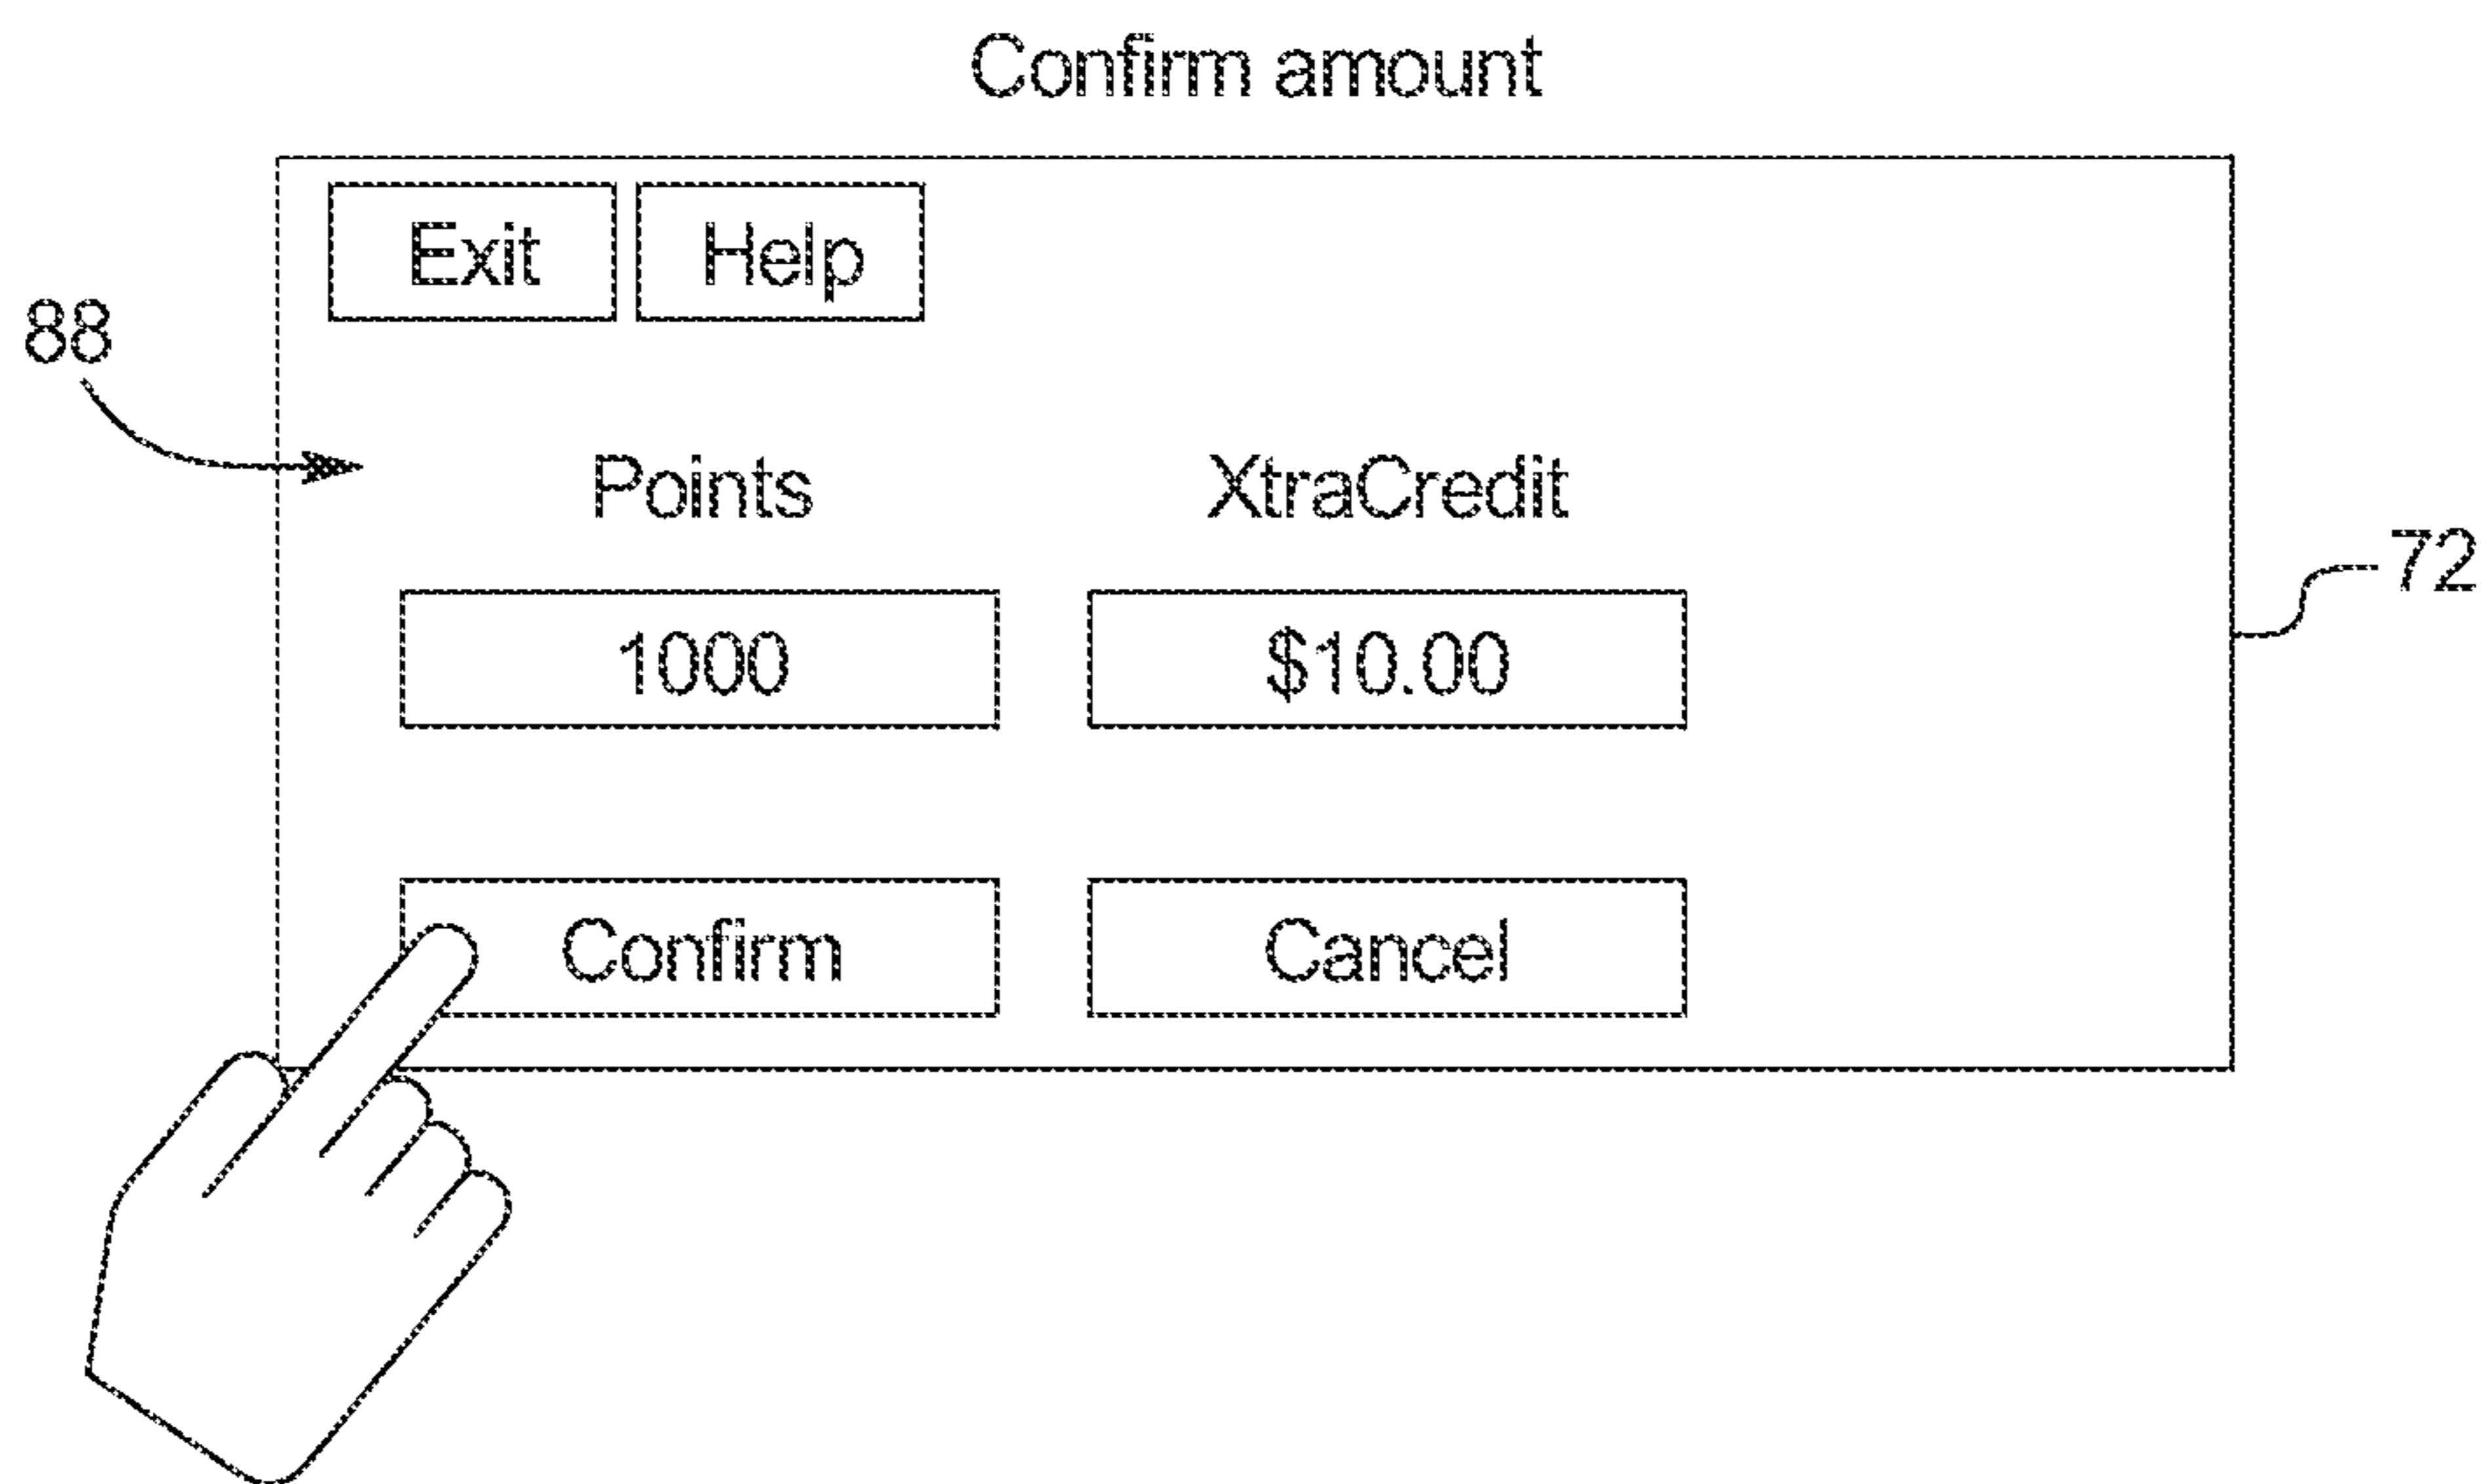 Confirm amount
Exit Help
88
Points XtraCredit
72
1000 $10.00
Confirm Cancel